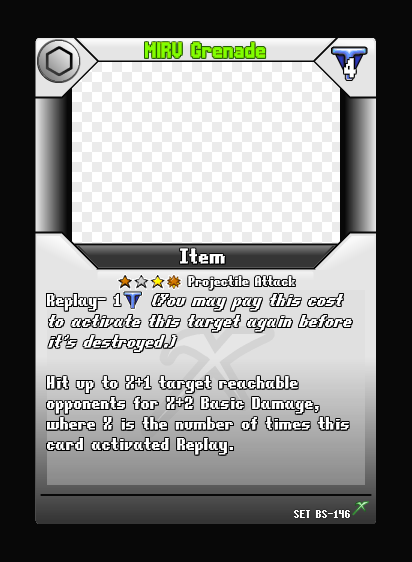 MIRV Grenade
4
Item
Projectile Attack
Replay- 1 (You may pay this cost
to activate this target again before
it's destroyed.)
Hit up to X+1 target reachable
opponents for X+2 Basic Damage,
where X is the number of times this
card activated Replay.
SET BS-146